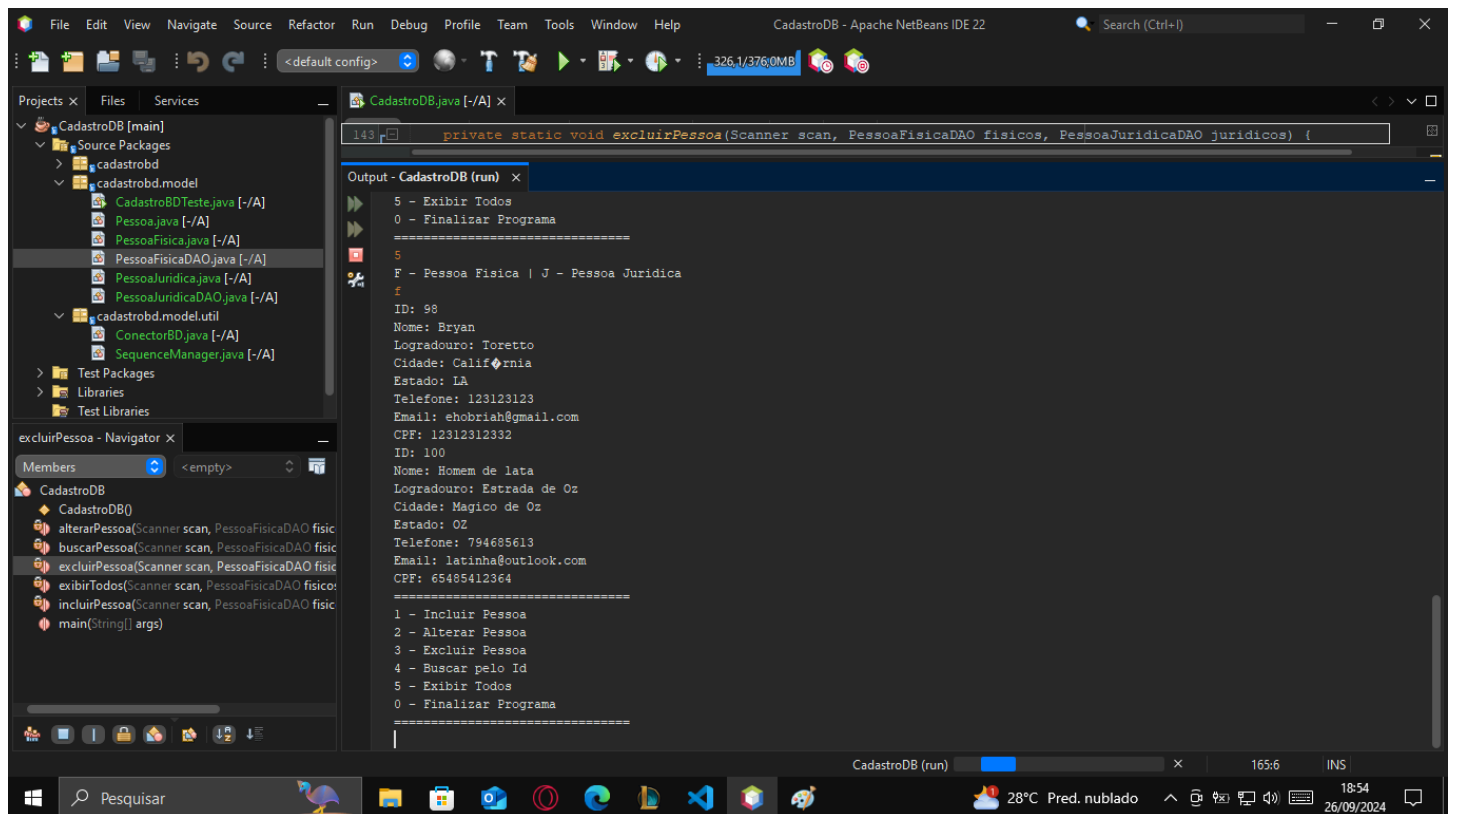 File Edit View Navigate Source Refactor Run Debug Profile Team Tools Window Help CadastroDB - Apache NetBeans IDE 22 Search (Ctrl+I)
<default config> 326,1/376,0MB
Projects Files Services
CadastroDB.java [-/A]
CadastroDB [main]
Source Packages
cadastrobd
cadastrobd.model
CadastroBDTeste.java [-/A]
Pessoa.java [-/A]
PessoaFisica.java [-/A]
PessoaFisicaDAO.java [-/A]
PessoaJuridica.java [-/A]
PessoaJuridicaDAO.java [-/A]
cadastrobd.model.util
ConectorBD.java [-/A]
SequenceManager.java [-/A]
Test Packages
Libraries
Test Libraries
excluirPessoa - Navigator
Members <empty>
CadastroDB
CadastroDB()
alterarPessoa(Scanner scan, PessoaFisicaDAO fisic
buscarPessoa(Scanner scan, PessoaFisicaDAO fisic
excluirPessoa(Scanner scan, PessoaFisicaDAO fisic
exibirTodos(Scanner scan, PessoaFisicaDAO fisicos
incluirPessoa(Scanner scan, PessoaFisicaDAO fisic
main(String[] args)
143 private static void excluirPessoa(Scanner scan, PessoaFisicaDAO fisicos, PessoaJuridicaDAO juridicos) {
Output - CadastroDB (run)
5 - Exibir Todos
0 - Finalizar Programa
================================
5
F - Pessoa Fisica | J - Pessoa Juridica
f
ID: 98
Nome: Bryan
Logradouro: Toretto
Cidade: Calif�rnia
Estado: LA
Telefone: 123123123
Email: ehobriah@gmail.com
CPF: 12312312332
ID: 100
Nome: Homem de lata
Logradouro: Estrada de Oz
Cidade: Magico de Oz
Estado: OZ
Telefone: 794685613
Email: latinha@outlook.com
CPF: 65485412364
================================
1 - Incluir Pessoa
2 - Alterar Pessoa
3 - Excluir Pessoa
4 - Buscar pelo Id
5 - Exibir Todos
0 - Finalizar Programa
================================
CadastroDB (run) 165:6 INS
Pesquisar 28°C Pred. nublado 18:54
26/09/2024